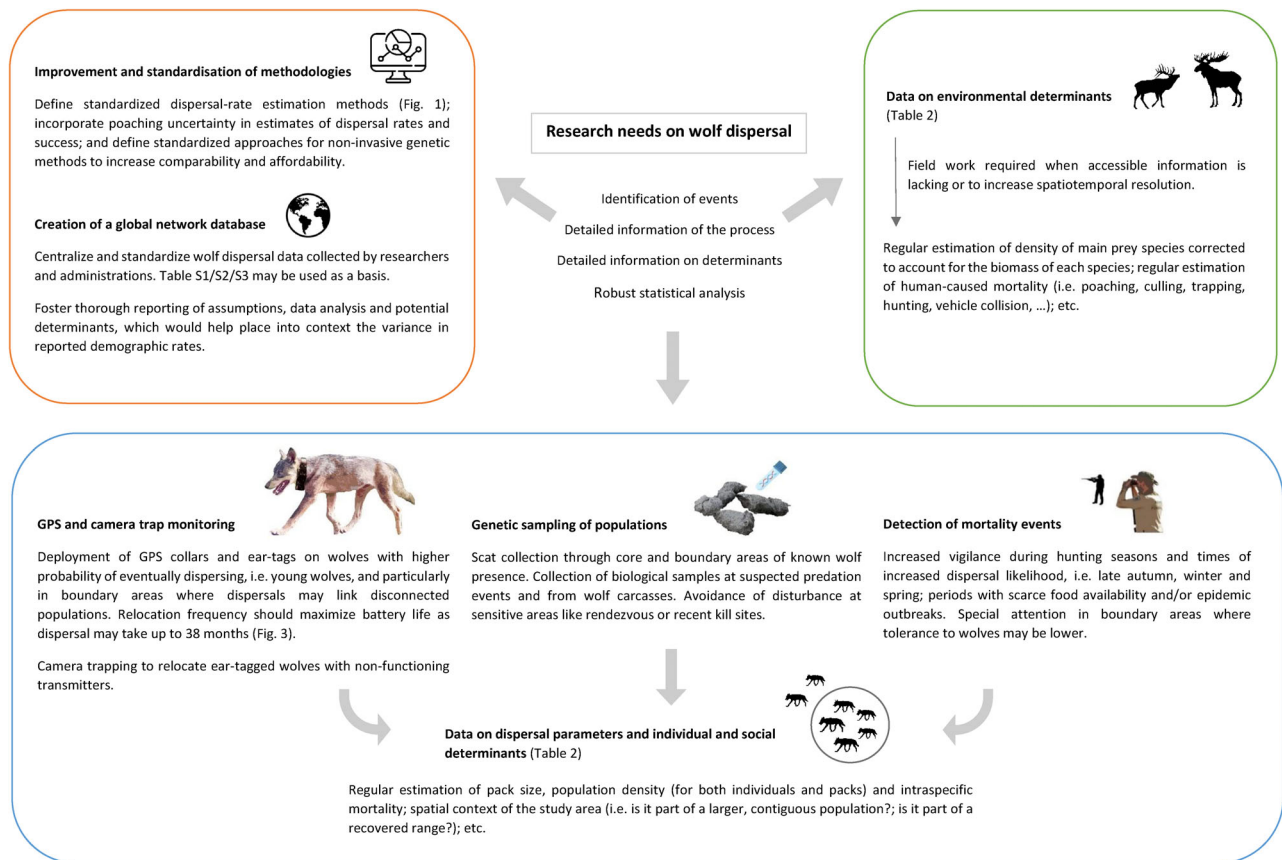 Improvement and standardisation of methodologies
Define standardized dispersal-rate estimation methods (Fig. 1);
incorporate poaching uncertainty in estimates of dispersal rates and
success; and define standardized approaches for non-invasive genetic
methods to increase comparability and affordability.
Creation of a global network database
Centralize and standardize wolf dispersal data collected by researchers
and administrations. Table S1/S2/S3 may be used as a basis.
Foster thorough reporting of assumptions, data analysis and potential
determinants, which would help place into context the variance in
reported demographic rates.
Research needs on wolf dispersal
Identification of events
Detailed information of the process
Detailed information on determinants
Robust statistical analysis
Data on environmental determinants
(Table 2)
Field work required when accessible information is
lacking or to increase spatiotemporal resolution.
Regular estimation of density of main prey species corrected
to account for the biomass of each species; regular estimation
of human-caused mortality (i.e. poaching, culling, trapping,
hunting, vehicle collision, ...); etc.
GPS and camera trap monitoring
Deployment of GPS collars and ear-tags on wolves with higher
probability of eventually dispersing, i.e. young wolves, and particularly
in boundary areas where dispersals may link disconnected
populations. Relocation frequency should maximize battery life as
dispersal may take up to 38 months (Fig. 3).
Camera trapping to relocate ear-tagged wolves with non-functioning
transmitters.
Genetic sampling of populations
Scat collection through core and boundary areas of known wolf
presence. Collection of biological samples at suspected predation
events and from wolf carcasses. Avoidance of disturbance at
sensitive areas like rendezvous or recent kill sites.
Detection of mortality events
Increased vigilance during hunting seasons and times of
increased dispersal likelihood, i.e. late autumn, winter and
spring; periods with scarce food availability and/or epidemic
outbreaks. Special attention in boundary areas where
tolerance to wolves may be lower.
Data on dispersal parameters and individual and social
determinants (Table 2)
Regular estimation of pack size, population density (for both individuals and packs) and intraspecific
mortality; spatial context of the study area (i.e. is it part of a larger, contiguous population?; is it part of a
recovered range?); etc.